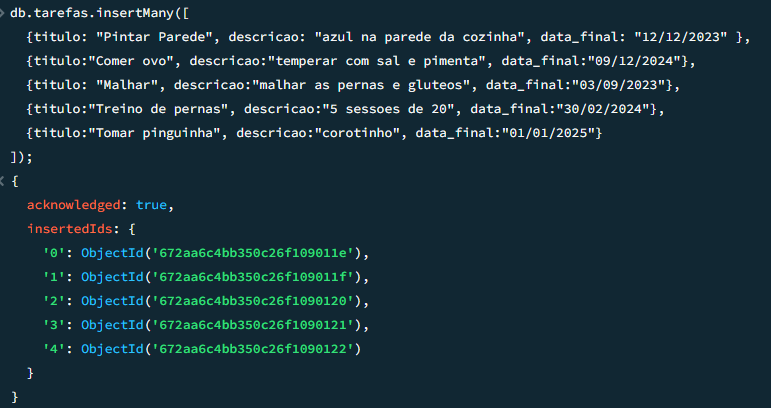 db.tarefas.insertMany([
{titulo: "Pintar Parede", descricao: "azul na parede da cozinha", data_final: "12/12/2023" },
{titulo:"Comer ovo", descricao:"temperar com sal e pimenta", data_final:"09/12/2024"},
{titulo: "Malhar", descricao:"malhar as pernas e gluteos", data_final:"03/09/2023"},
{titulo:"Treino de pernas", descricao:"5 sessoes de 20", data_final:"30/02/2024"},
{titulo:"Tomar pinguinha", descricao:"corotinho", data_final:"01/01/2025"}
]);
{
acknowledged: true,
insertedIds: {
'0': ObjectId('672aa6c4bb350c26f109011e'),
'1': ObjectId('672aa6c4bb350c26f109011f'),
'2': ObjectId('672aa6c4bb350c26f1090120'),
'3': ObjectId('672aa6c4bb350c26f1090121'),
'4': ObjectId('672aa6c4bb350c26f1090122')
}
}